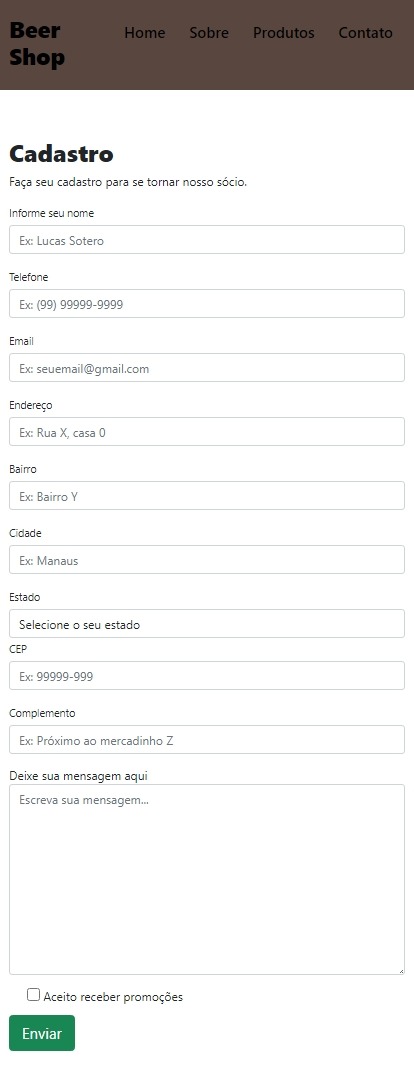 Beer
Shop
Home Sobre Produtos Contato
Cadastro
Faça seu cadastro para se tornar nosso sócio.
Informe seu nome
Ex: Lucas Sotero
Telefone
Ex: (99) 99999-9999
Email
Ex: seuemail@gmail.com
Endereço
Ex: Rua X, casa 0
Bairro
Ex: Bairro Y
Cidade
Ex: Manaus
Estado
Selecione o seu estado
CEP
Ex: 99999-999
Complemento
Ex: Próximo ao mercadinho Z
Deixe sua mensagem aqui
Escreva sua mensagem...
Aceito receber promoções
Enviar